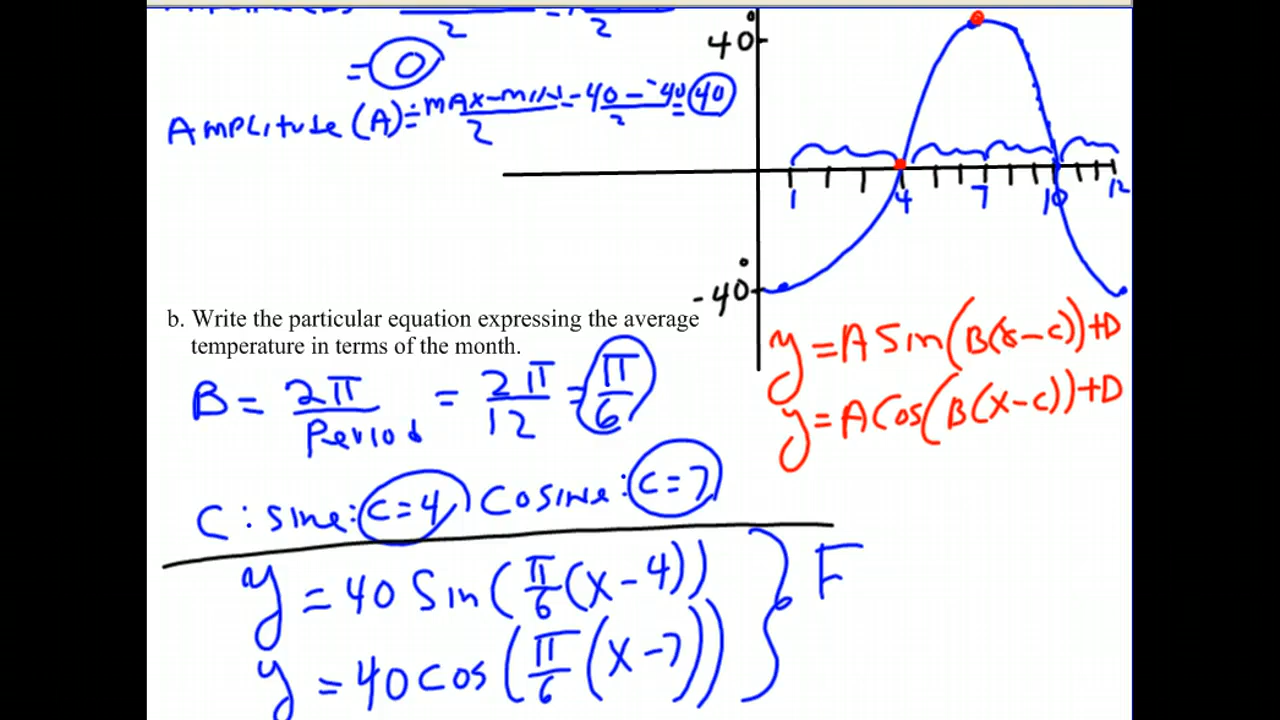 2 2
= 0
40°
Amplitude (A) = MAX-MIN/2 = 40 - -40/2 = 40
1 4 7 10 12
-40°
b. Write the particular equation expressing the average
temperature in terms of the month.
y = A Sin(B(x-c))+D
B = 2π/Period = 2π/12 = π/6
y = A Cos(B(x-c))+D
C: sine: c=4, Cosine: c=7
y = 40 Sin(π/6(x-4))
F
y = 40 cos(π/6(x-7))